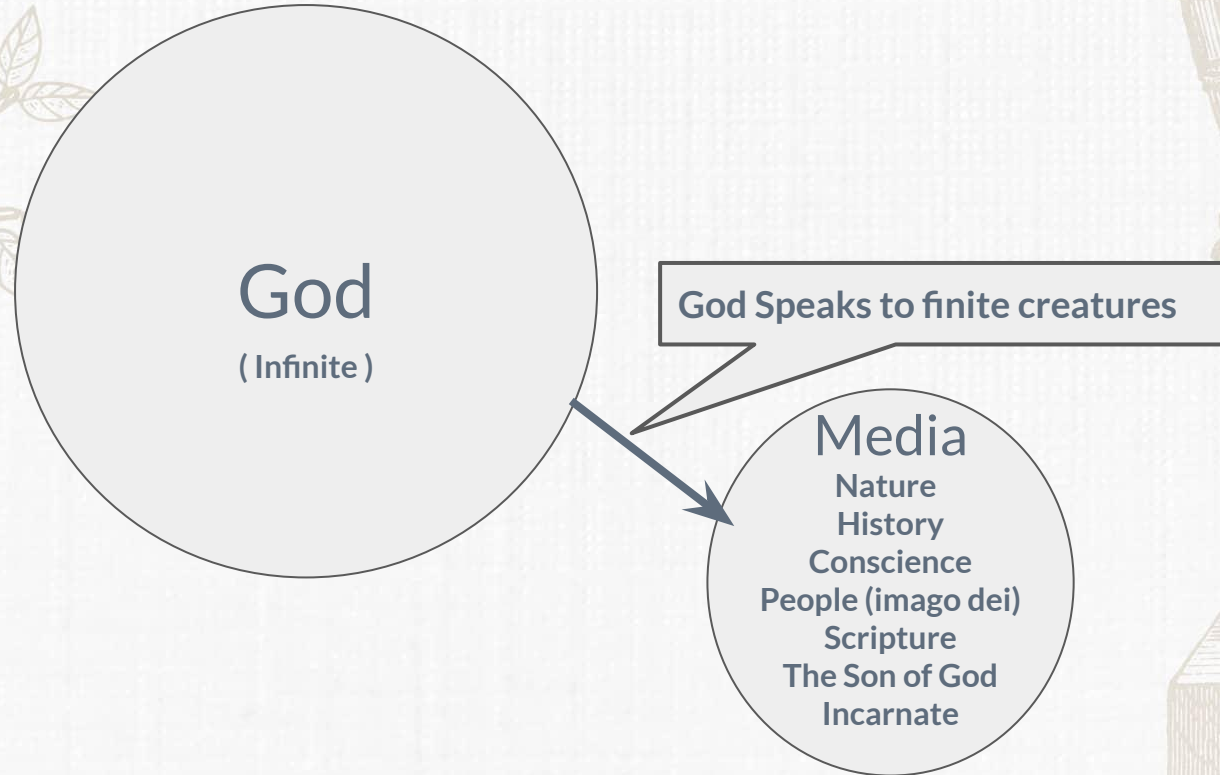 God
( Infinite )
God Speaks to finite creatures
Media
Nature
History
Conscience
People (imago dei)
Scripture
The Son of God
Incarnate